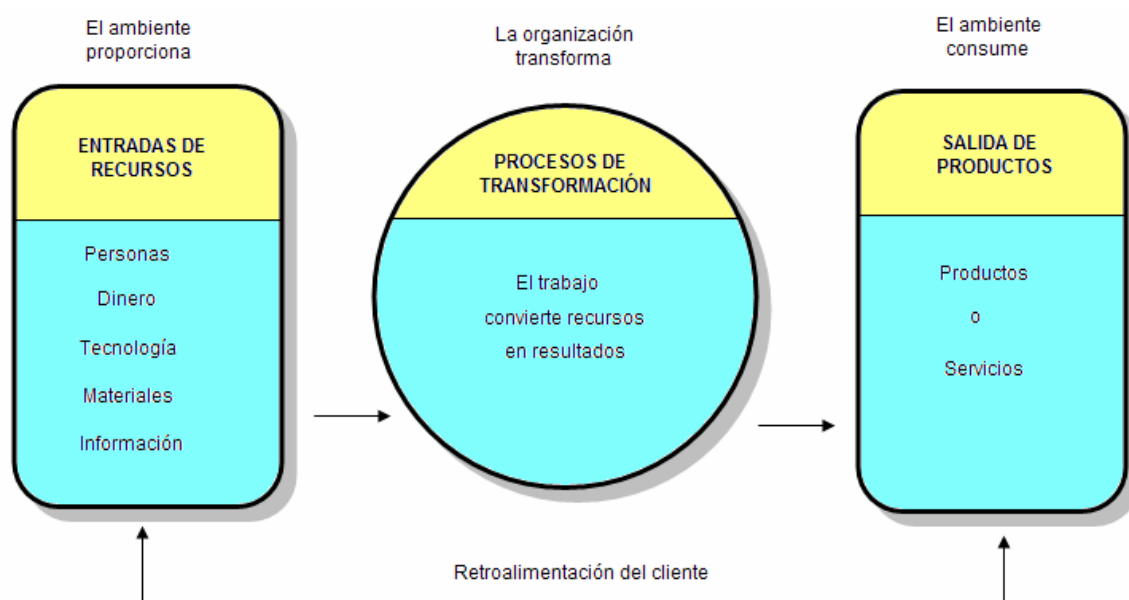 El ambiente
proporciona
La organización
transforma
El ambiente
consume
ENTRADAS DE
RECURSOS
Personas
Dinero
Tecnología
Materiales
Información
PROCESOS DE
TRANSFORMACIÓN
El trabajo
convierte recursos
en resultados
SALIDA DE
PRODUCTOS
Productos
o
Servicios
Retroalimentación del cliente